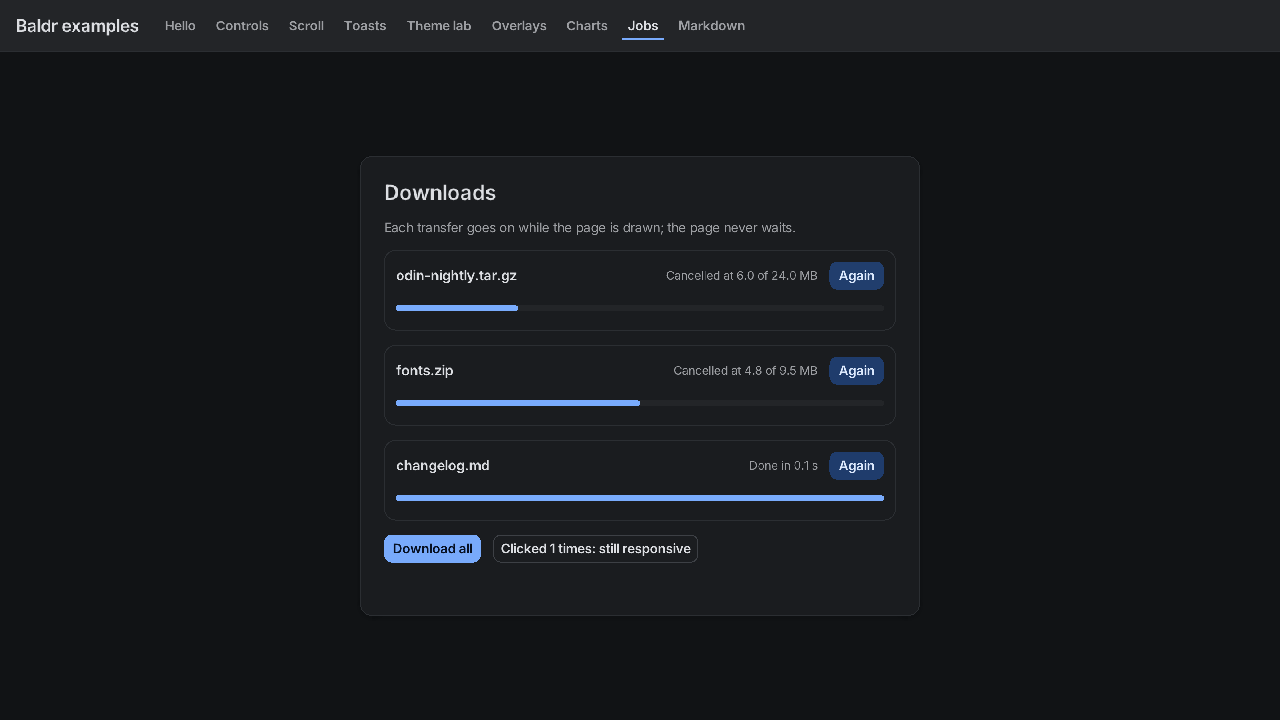 Baldr examples Hello Controls Scroll Toasts Theme lab Overlays Charts Jobs Markdown
Downloads
Each transfer goes on while the page is drawn; the page never waits.
odin-nightly.tar.gz Cancelled at 6.0 of 24.0 MB Again
fonts.zip Cancelled at 4.8 of 9.5 MB Again
changelog.md Done in 0.1 s Again
Download all Clicked 1 times: still responsive